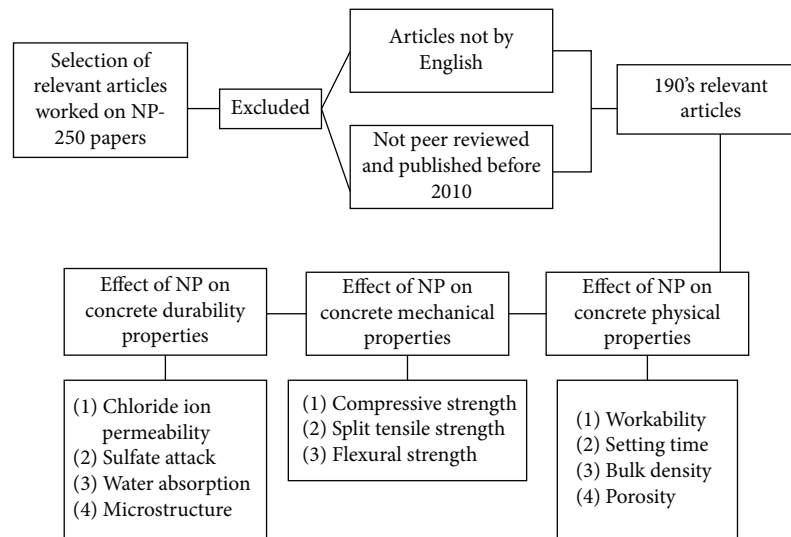 Selection of
relevant articles
worked on NP-
250 papers
Excluded
Articles not by
English
Not peer reviewed
and published before
2010
190's relevant
articles
Effect of NP on
concrete durability
properties
Effect of NP on
concrete mechanical
properties
Effect of NP on
concrete physical
properties
(1) Chloride ion
permeability
(2) Sulfate attack
(3) Water absorption
(4) Microstructure
(1) Compressive strength
(2) Split tensile strength
(3) Flexural strength
(1) Workability
(2) Setting time
(3) Bulk density
(4) Porosity